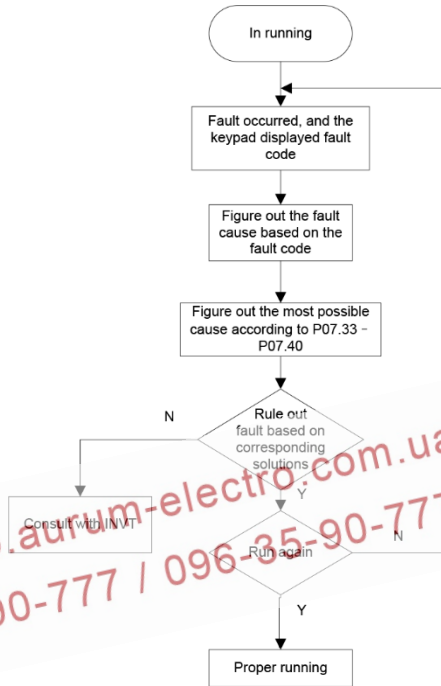 In running
Fault occurred, and the
keypad displayed fault
code
Figure out the fault
cause based on the
fault code
Figure out the most possible
cause according to P07.33 -
P07.40
N
Rule out
fault based on
corresponding
solutions
Y
Consult with INVT
Run again
N
Y
Proper running
.aurum-electro.com.ua
90-777 / 096-35-90-777